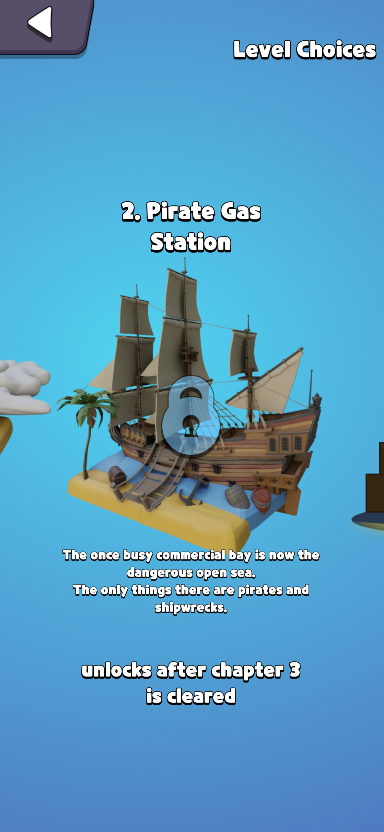 Level Choices
2. Pirate Gas
Station
The once busy commercial bay is now the
dangerous open sea.
The only things there are pirates and
shipwrecks.
unlocks after chapter 3
is cleared